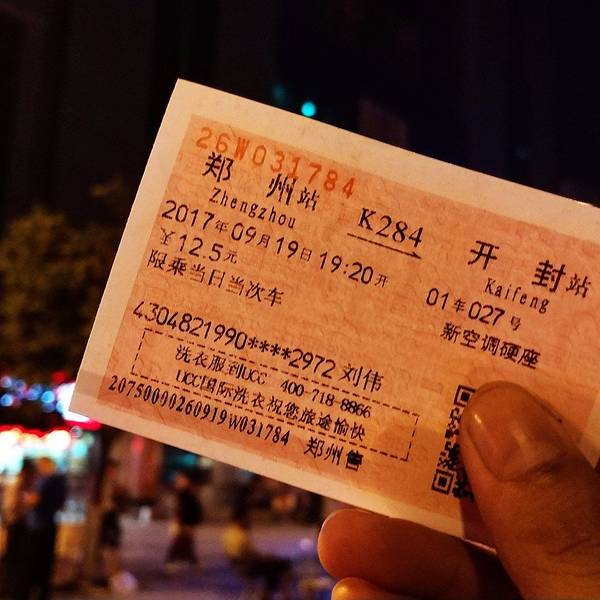 26W031784
郑州站 K284 开封站
Zhengzhou Kaifeng
2017年09月19日 19:20开 01车027号
￥12.5元 新空调硬座
限乘当日当次车
4304821990****2972 刘伟
洗衣服到UCC 400-718-8866
UCC国际洗衣祝您旅途愉快
20750000260919W031784 郑州售